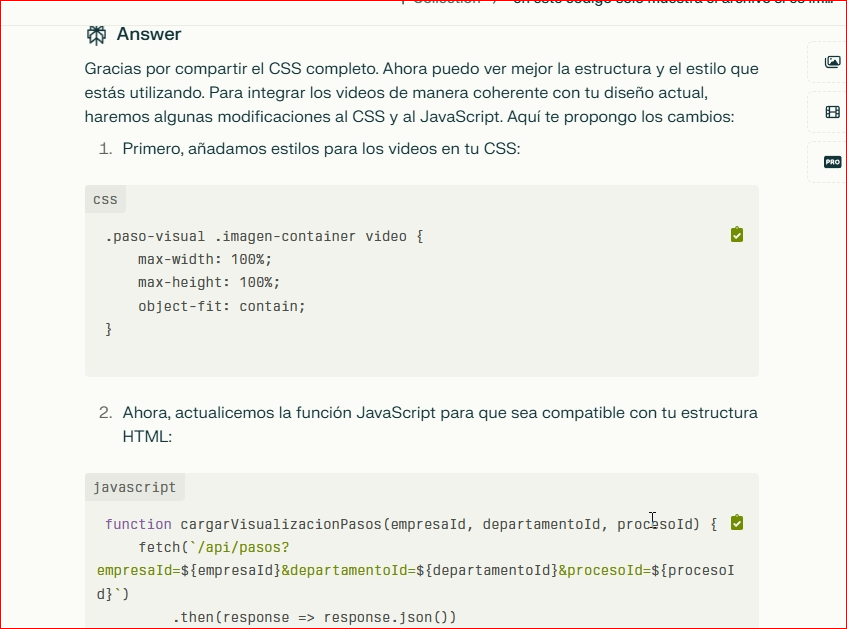 Answer
Gracias por compartir el CSS completo. Ahora puedo ver mejor la estructura y el estilo que
estás utilizando. Para integrar los videos de manera coherente con tu diseño actual,
haremos algunas modificaciones al CSS y al JavaScript. Aquí te propongo los cambios:
1. Primero, añadamos estilos para los videos en tu CSS:
css
.paso-visual .imagen-container video {
    max-width: 100%;
    max-height: 100%;
    object-fit: contain;
}
2. Ahora, actualicemos la función JavaScript para que sea compatible con tu estructura
HTML:
javascript
function cargarVisualizacionPasos(empresaId, departamentoId, procesoId) {
    fetch(`/api/pasos?
empresaId=${empresaId}&departamentoId=${departamentoId}&procesoId=${procesoI
d}`)
        .then(response => response.json())
PRO